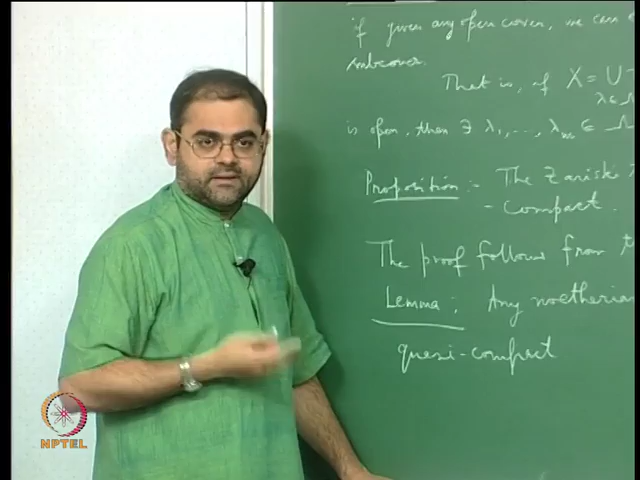 if given any open cover, we can
subcover.
That is, if X = U
λ∈Λ
is open, then ∃ λ₁, ..., λₘ ∈ Λ
Proposition :- The Zariski
- compact.
The proof follows from
Lemma : Any noetherian
quasi-compact
NPTEL